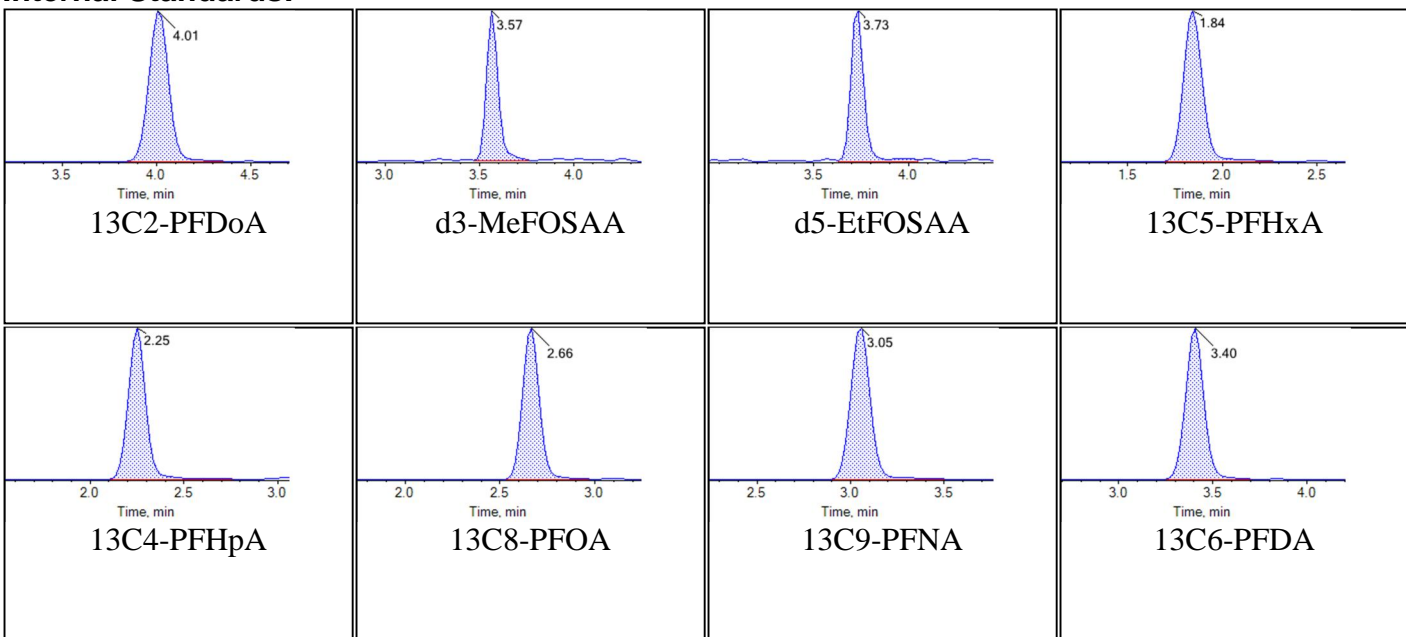 Internal Standards:
4.01
3.5 4.0 4.5
Time, min
13C2-PFDoA
3.57
3.0 3.5 4.0
Time, min
d3-MeFOSAA
3.73
3.5 4.0
Time, min
d5-EtFOSAA
1.84
1.5 2.0 2.5
Time, min
13C5-PFHxA
2.25
2.0 2.5 3.0
Time, min
13C4-PFHpA
2.66
2.0 2.5 3.0
Time, min
13C8-PFOA
3.05
2.5 3.0 3.5
Time, min
13C9-PFNA
3.40
3.0 3.5 4.0
Time, min
13C6-PFDA